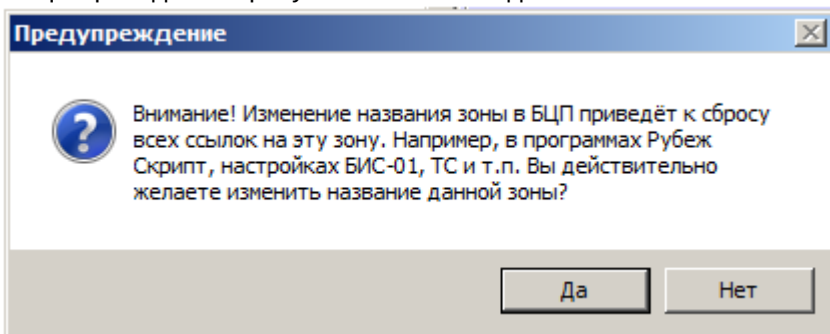 Предупреждение
Внимание! Изменение названия зоны в БЦП приведёт к сбросу
всех ссылок на эту зону. Например, в программах Рубеж
Скрипт, настройках БИС-01, ТС и т.п. Вы действительно
желаете изменить название данной зоны?
Да
Нет